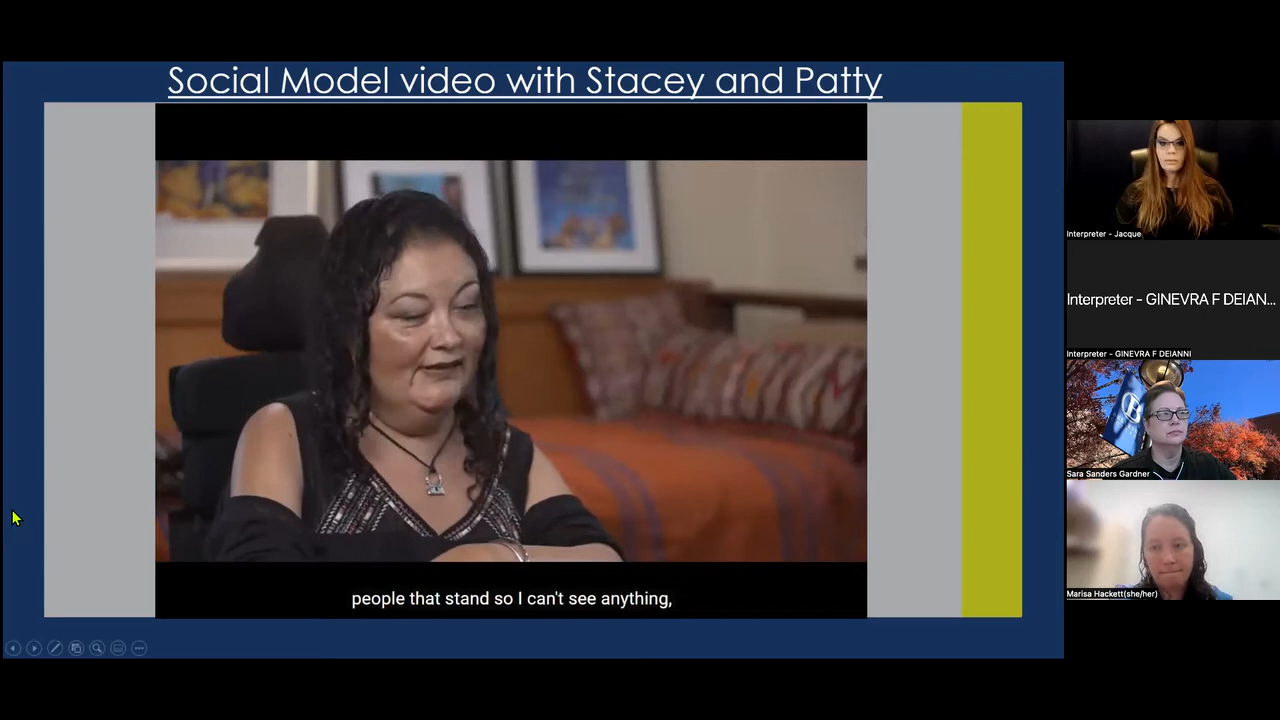 Social Model video with Stacey and Patty
people that stand so I can't see anything,
Interpreter - Jacque
Interpreter - GINEVRA F DEIAN...
Interpreter - GINEVRA F DEIANNI
Sara Sanders Gardner
Marisa Hackett(she/her)